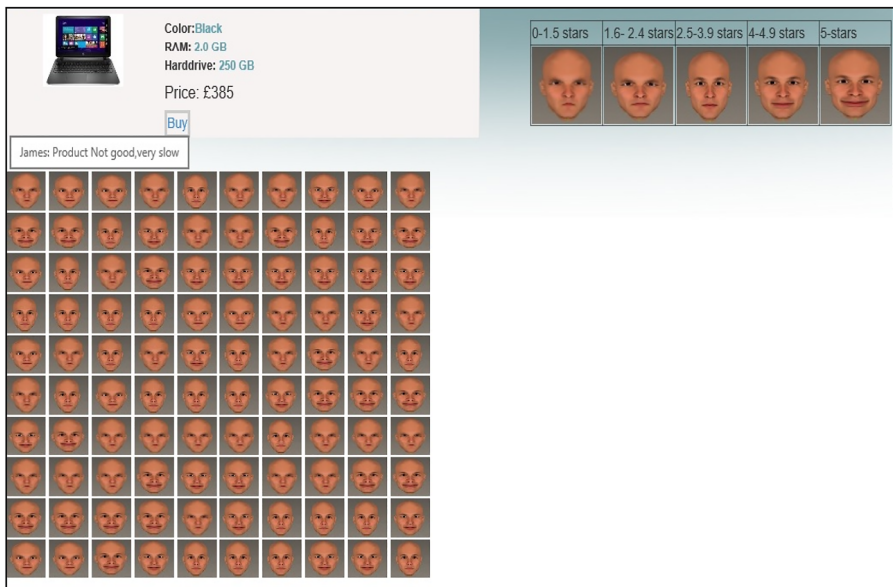 Color:Black
RAM: 2.0 GB
Harddrive: 250 GB
Price: £385
Buy
James: Product Not good,very slow
0-1.5 stars 1.6- 2.4 stars 2.5-3.9 stars 4-4.9 stars 5-stars